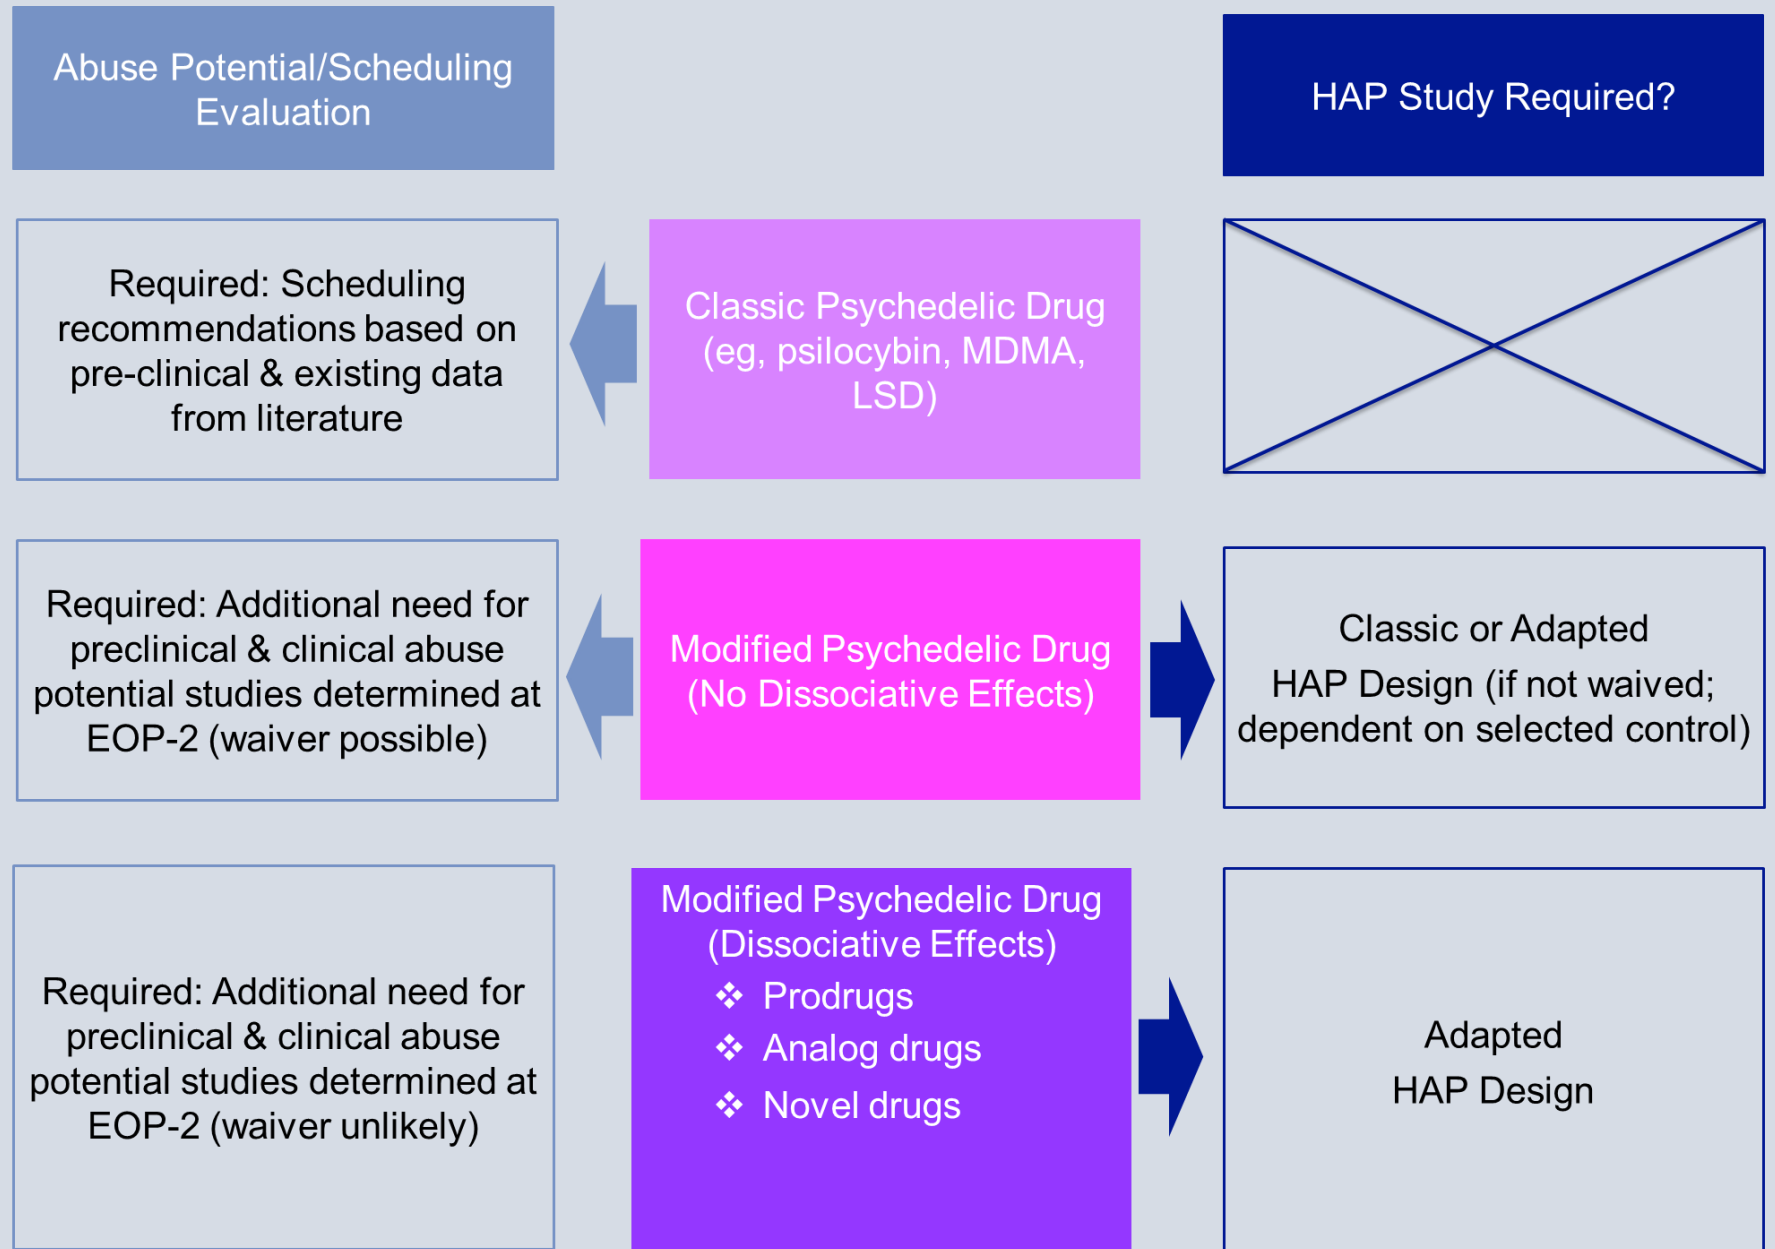 Abuse Potential/Scheduling
Evaluation
HAP Study Required?
Required: Scheduling
recommendations based on
pre-clinical & existing data
from literature
Classic Psychedelic Drug
(eg, psilocybin, MDMA,
LSD)
Required: Additional need for
preclinical & clinical abuse
potential studies determined at
EOP-2 (waiver possible)
Modified Psychedelic Drug
(No Dissociative Effects)
Classic or Adapted
HAP Design (if not waived;
dependent on selected control)
Required: Additional need for
preclinical & clinical abuse
potential studies determined at
EOP-2 (waiver unlikely)
Modified Psychedelic Drug
(Dissociative Effects)
❖ Prodrugs
❖ Analog drugs
❖ Novel drugs
Adapted
HAP Design